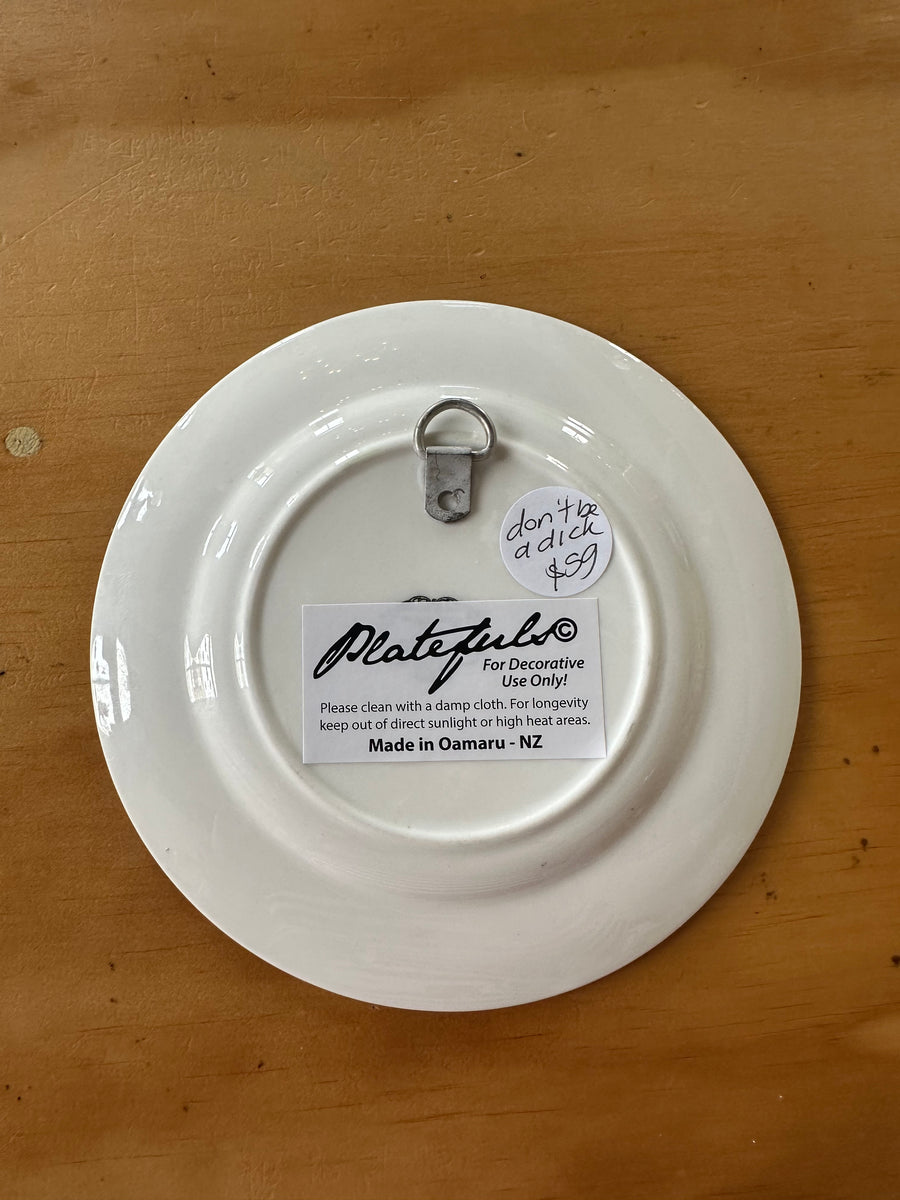 don't be
a dick
$59
Platefuls©
For Decorative
Use Only!
Please clean with a damp cloth. For longevity
keep out of direct sunlight or high heat areas.
Made in Oamaru - NZ